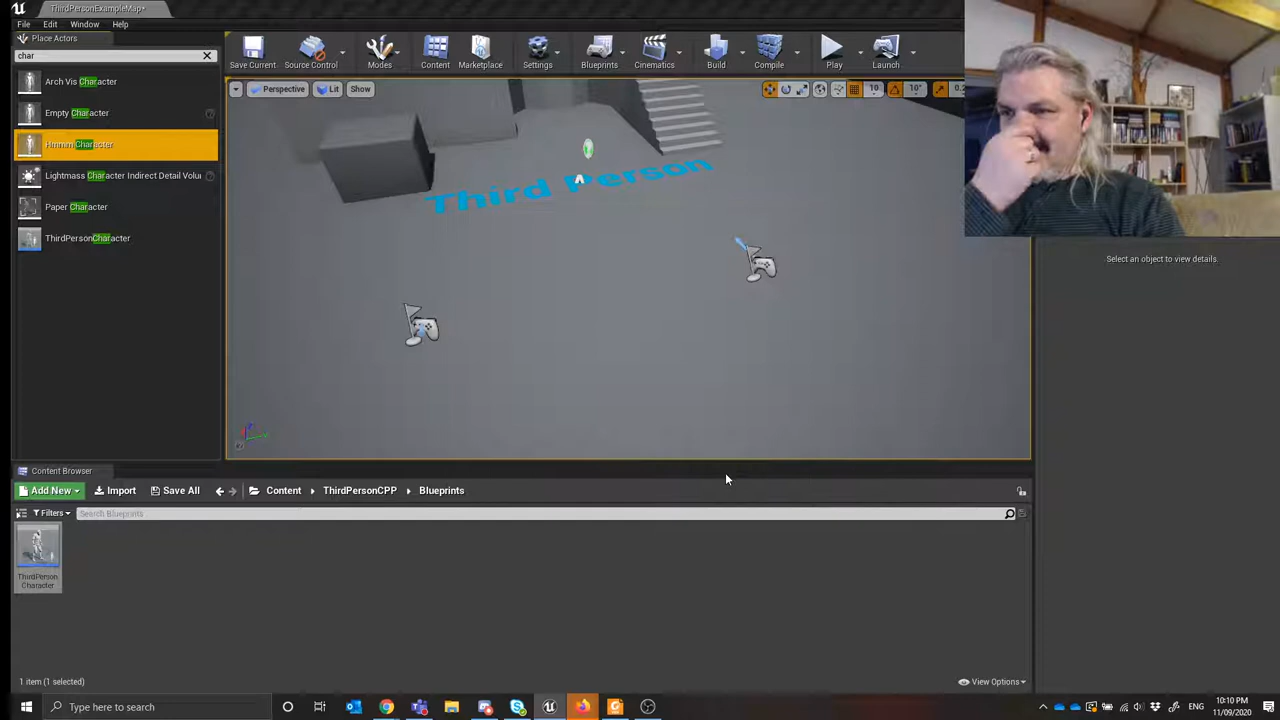 ThirdPersonExampleMap*
File Edit Window Help
Place Actors
char
Arch Vis Character
Empty Character
Hmmm Character
Lightmass Character Indirect Detail Volu
Paper Character
ThirdPersonCharacter
Save Current Source Control Modes Content Marketplace Settings Blueprints Cinematics Build Compile Play Launch
Perspective Lit Show 10 10°
Third Person
Select an object to view details.
Content Browser
Add New Import Save All Content ThirdPersonCPP Blueprints
Filters Search Blueprints
ThirdPerson
Character
1 item (1 selected) View Options
Type here to search
ENG 10:10 PM
11/09/2020